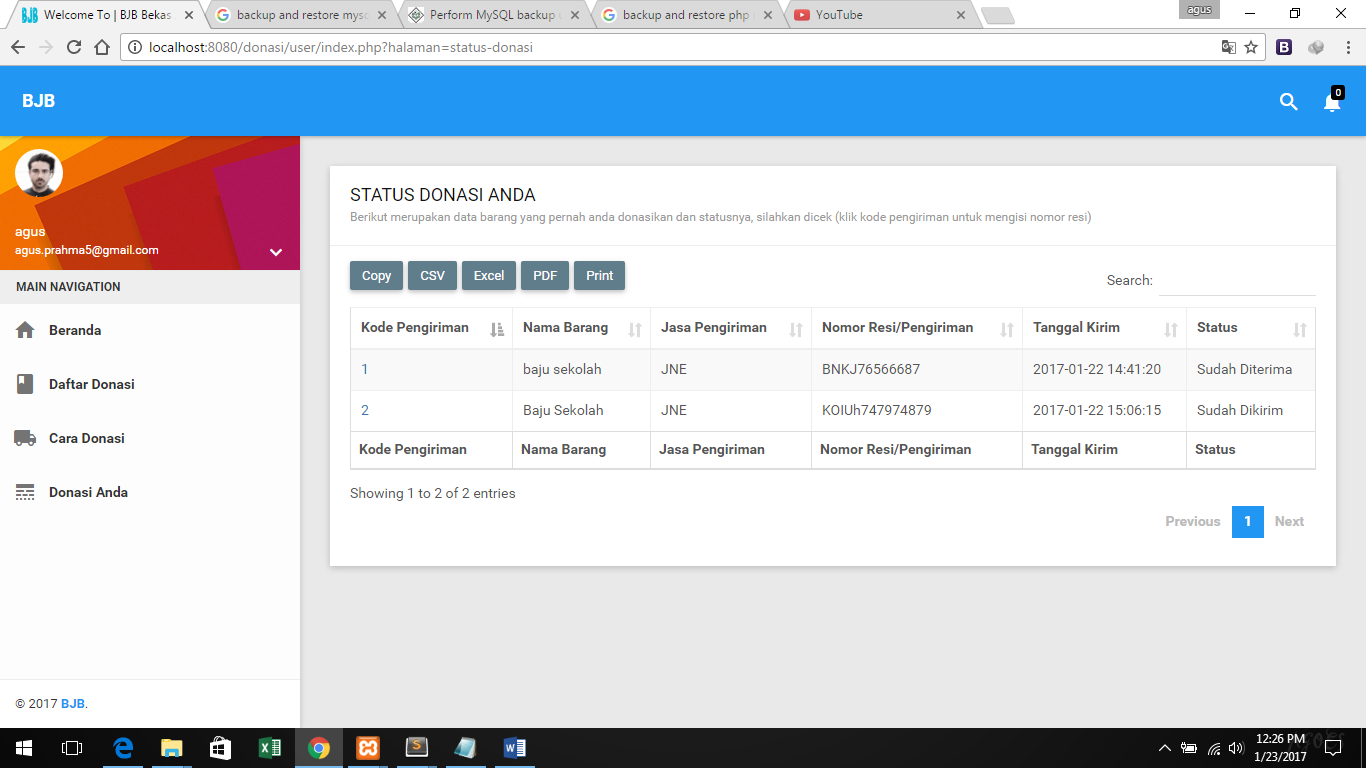 Welcome To | BJB Bekas
backup and restore mysq
Perform MySQL backup
backup and restore php
YouTube
agus
localhost:8080/donasi/user/index.php?halaman=status-donasi
BJB
0
agus
agus.prahma5@gmail.com
MAIN NAVIGATION
Beranda
Daftar Donasi
Cara Donasi
Donasi Anda
© 2017 BJB.
STATUS DONASI ANDA
Berikut merupakan data barang yang pernah anda donasikan dan statusnya, silahkan dicek (klik kode pengiriman untuk mengisi nomor resi)
Copy CSV Excel PDF Print
Search:
Kode Pengiriman Nama Barang Jasa Pengiriman Nomor Resi/Pengiriman Tanggal Kirim Status
1 baju sekolah JNE BNKJ76566687 2017-01-22 14:41:20 Sudah Diterima
2 Baju Sekolah JNE KOIUh747974879 2017-01-22 15:06:15 Sudah Dikirim
Kode Pengiriman Nama Barang Jasa Pengiriman Nomor Resi/Pengiriman Tanggal Kirim Status
Showing 1 to 2 of 2 entries
Previous 1 Next
12:26 PM
1/23/2017